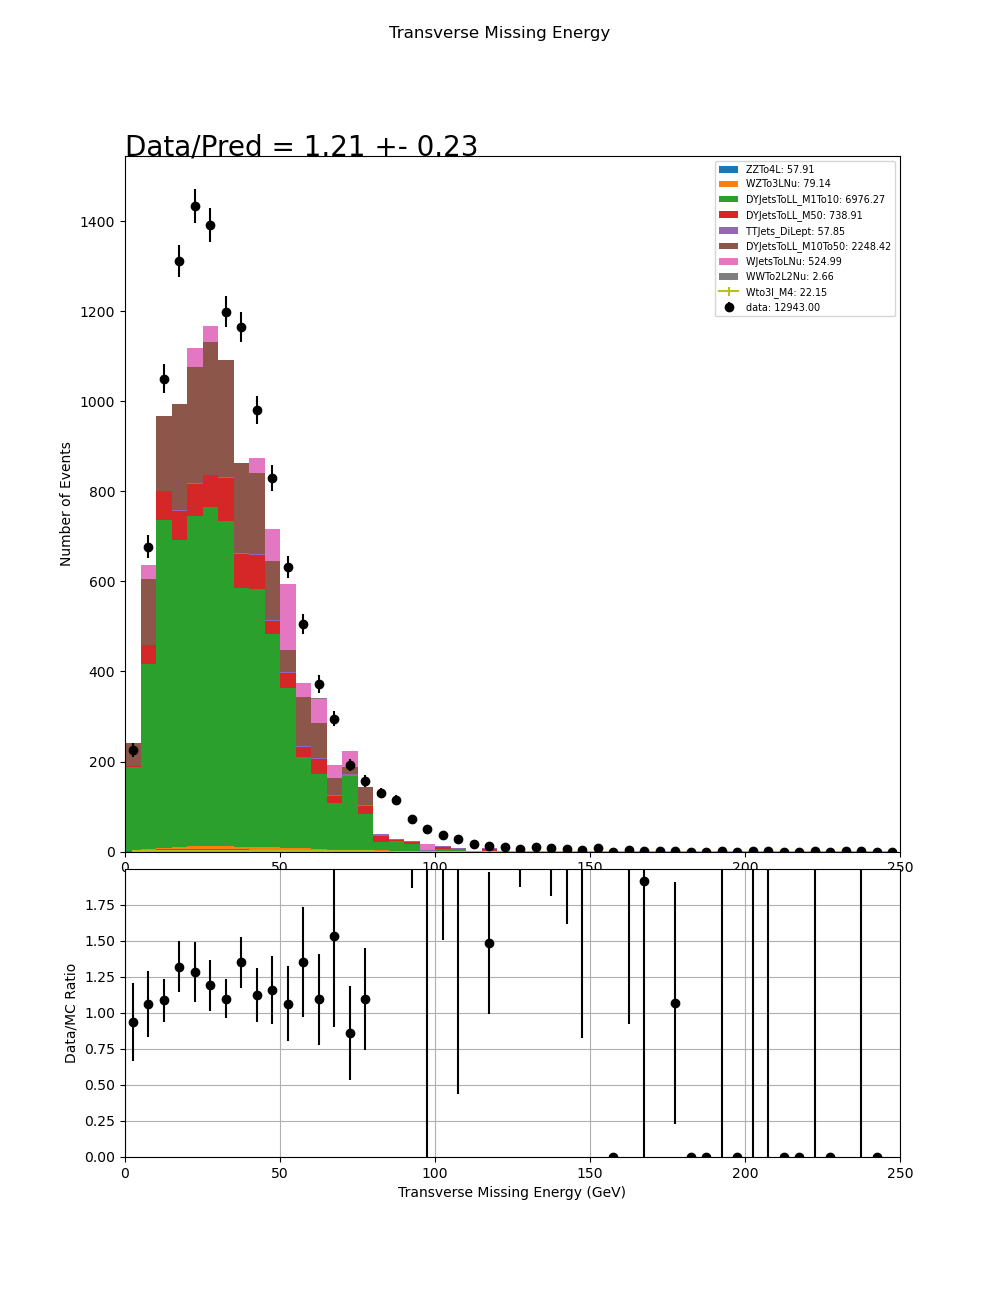 Transverse Missing Energy
Data/Pred = 1.21 +- 0.23
ZZTo4L: 57.91
WZTo3LNu: 79.14
DYJetsToLL_M1To10: 6976.27
DYJetsToLL_M50: 738.91
TTJets_DiLept: 57.85
DYJetsToLL_M10To50: 2248.42
WJetsToLNu: 524.99
WWTo2L2Nu: 2.66
Wto3l_M4: 22.15
data: 12943.00
1400
1200
1000
800
600
400
200
0
Number of Events
0 50 100 150 200 250
1.75
1.50
1.25
1.00
0.75
0.50
0.25
0.00
Data/MC Ratio
0 50 100 150 200 250
Transverse Missing Energy (GeV)